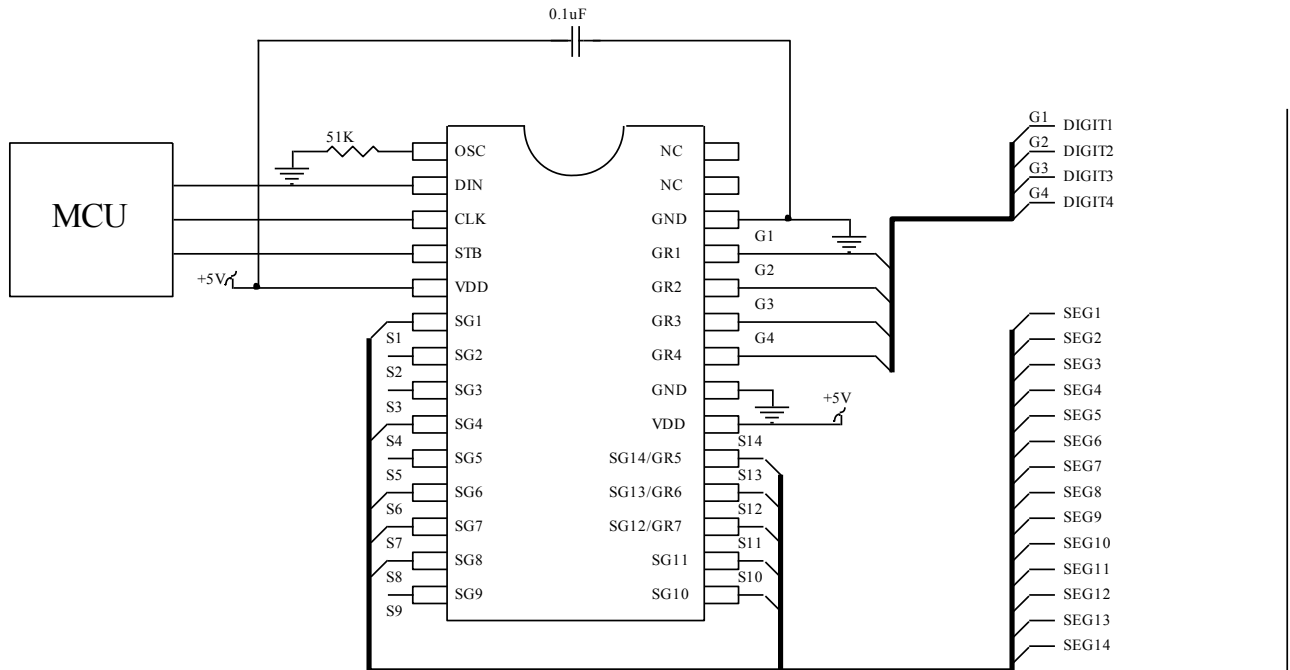 0.1uF
MCU
51K
+5V
OSC
DIN
CLK
STB
VDD
SG1
SG2
SG3
SG4
SG5
SG6
SG7
SG8
SG9
S1
S2
S3
S4
S5
S6
S7
S8
S9
NC
NC
GND
GR1
GR2
GR3
GR4
GND
VDD
SG14/GR5
SG13/GR6
SG12/GR7
SG11
SG10
G1
G2
G3
G4
+5V
S14
S13
S12
S11
S10
G1 DIGIT1
G2 DIGIT2
G3 DIGIT3
G4 DIGIT4
SEG1
SEG2
SEG3
SEG4
SEG5
SEG6
SEG7
SEG8
SEG9
SEG10
SEG11
SEG12
SEG13
SEG14